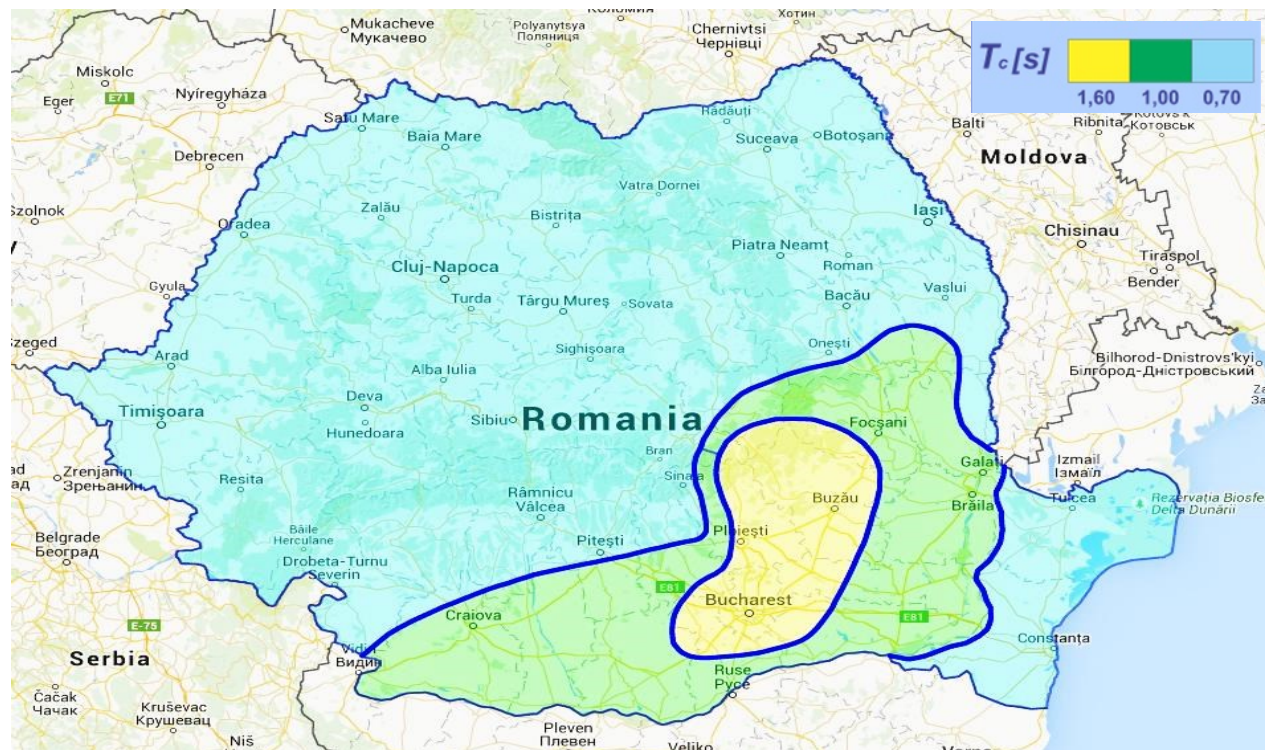 Коломия
Хотин
Mukacheve
Мукачево
Polyanytsya
Поляниця
Chernivtsi
Чернівці
Tc [s]
1,60 1,00 0,70
Miskolc
Eger
E71
Nyíregyháza
Satu Mare
Baia Mare
Rădăuți
Suceava
Botoșani
Balti
Ribnita
Котовськ
Debrecen
Moldova
Szolnok
Oradea
Zalău
Bistrița
Vatra Dornei
Iași
Chisinau
Piatra Neamț
Roman
Tiraspol
Bender
Cluj-Napoca
Turda
Târgu Mureș
Sovata
Bacău
Vaslui
Gyula
Szeged
Arad
Sighișoara
Onești
Bilhorod-Dnistrovs'kyi
Білгород-Дністровський
Alba Iulia
Timișoara
Deva
Hunedoara
Sibiu
Romania
Focșani
Bran
Sinaia
Galați
Izmail
Ізмаїл
Zrenjanin
Зрењанин
Resita
Râmnicu
Vâlcea
Buzău
Brăila
Tulcea
Rezervația Biosfe
Delta Dunării
Belgrade
Београд
Băile
Herculane
Drobeta-Turnu
Severin
Pitești
Ploiești
E81
Bucharest
E81
Craiova
E-75
Constanța
Serbia
Vidin
Видин
Ruse
Русе
Čačak
Чачак
Kruševac
Крушевац
Niš
Ниш
Pleven
Плевен
Veliko
Varna